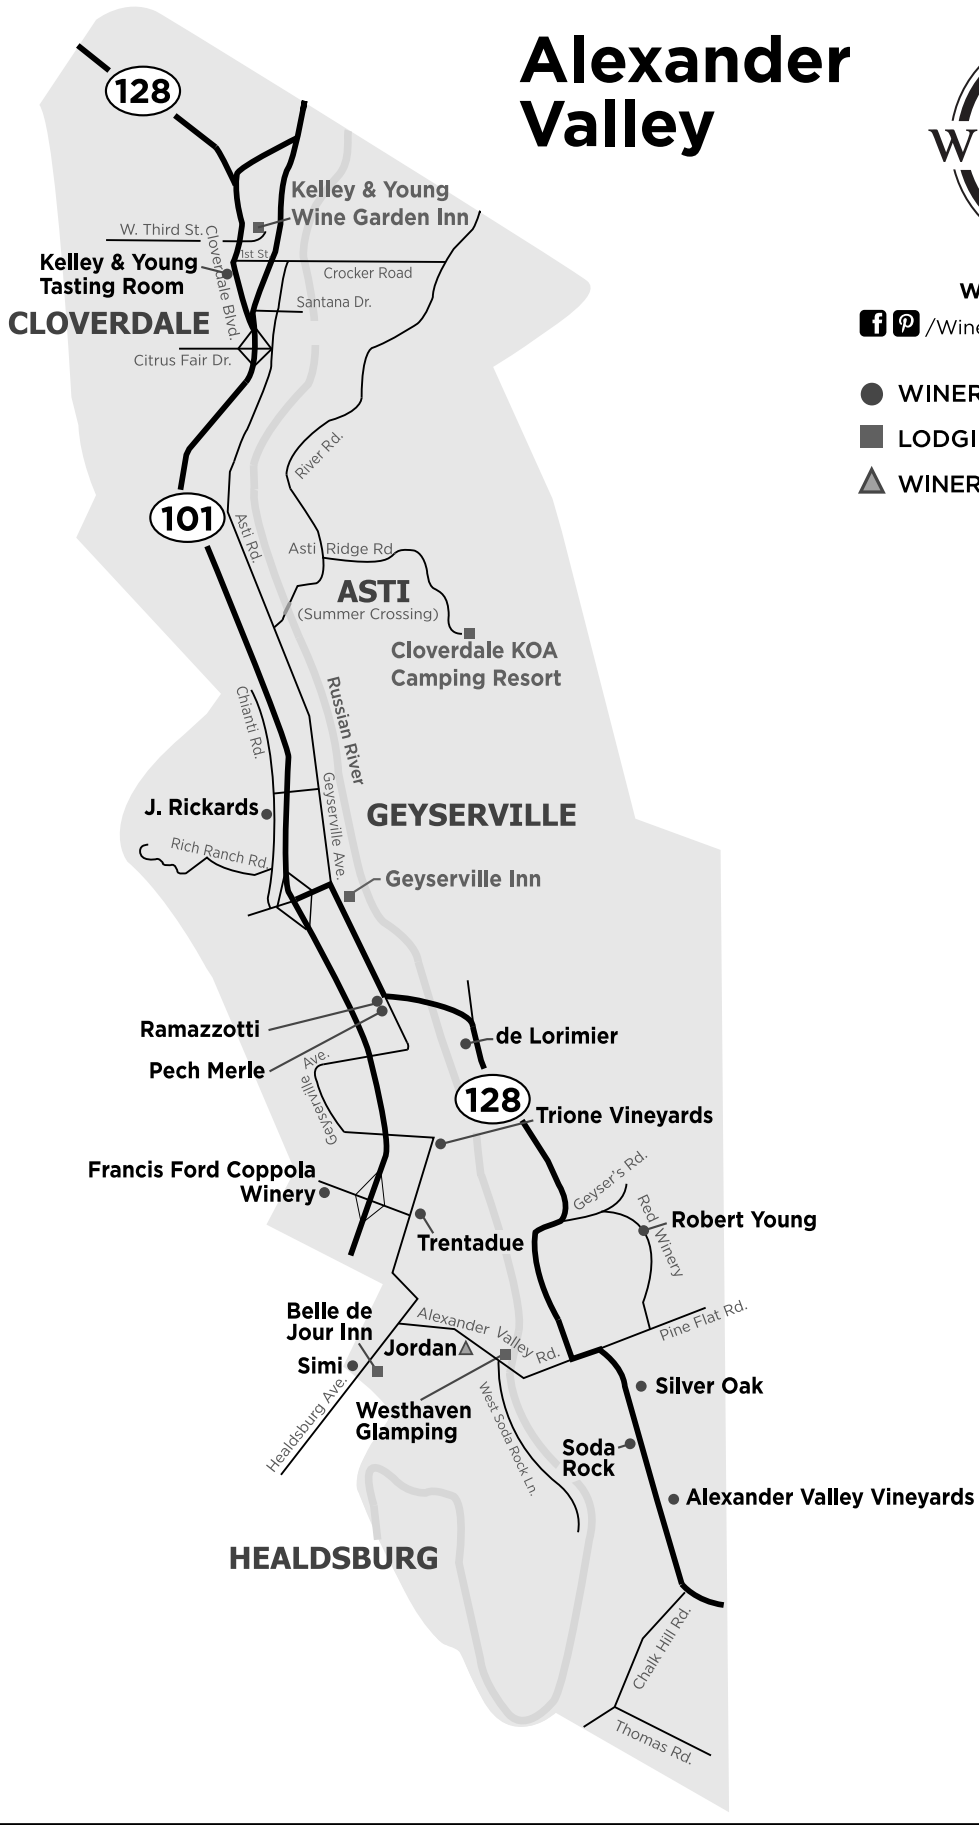 Alexander
Valley
W
W
/Wine
WINER
LODGI
WINER
128
Kelley & Young
Wine Garden Inn
W. Third St.
Cloverdale Blvd.
1st St.
Kelley & Young
Tasting Room
Crocker Road
Santana Dr.
CLOVERDALE
Citrus Fair Dr.
River Rd.
101
Asti Rd.
Asti Ridge Rd.
ASTI
(Summer Crossing)
Cloverdale KOA
Camping Resort
Russian River
Chianti Rd.
Geyserville Ave.
J. Rickards
GEYSERVILLE
Rich Ranch Rd.
Geyserville Inn
Ramazzotti
Pech Merle
de Lorimier
Geyserville Ave.
128
Trione Vineyards
Francis Ford Coppola
Winery
Geyser's Rd.
Red Winery
Robert Young
Trentadue
Belle de
Jour Inn
Alexander Valley Rd.
Pine Flat Rd.
Jordan
Simi
Healdsburg Ave.
Westhaven
Glamping
West Soda Rock Ln.
Silver Oak
Soda
Rock
Alexander Valley Vineyards
HEALDSBURG
Chalk Hill Rd.
Thomas Rd.